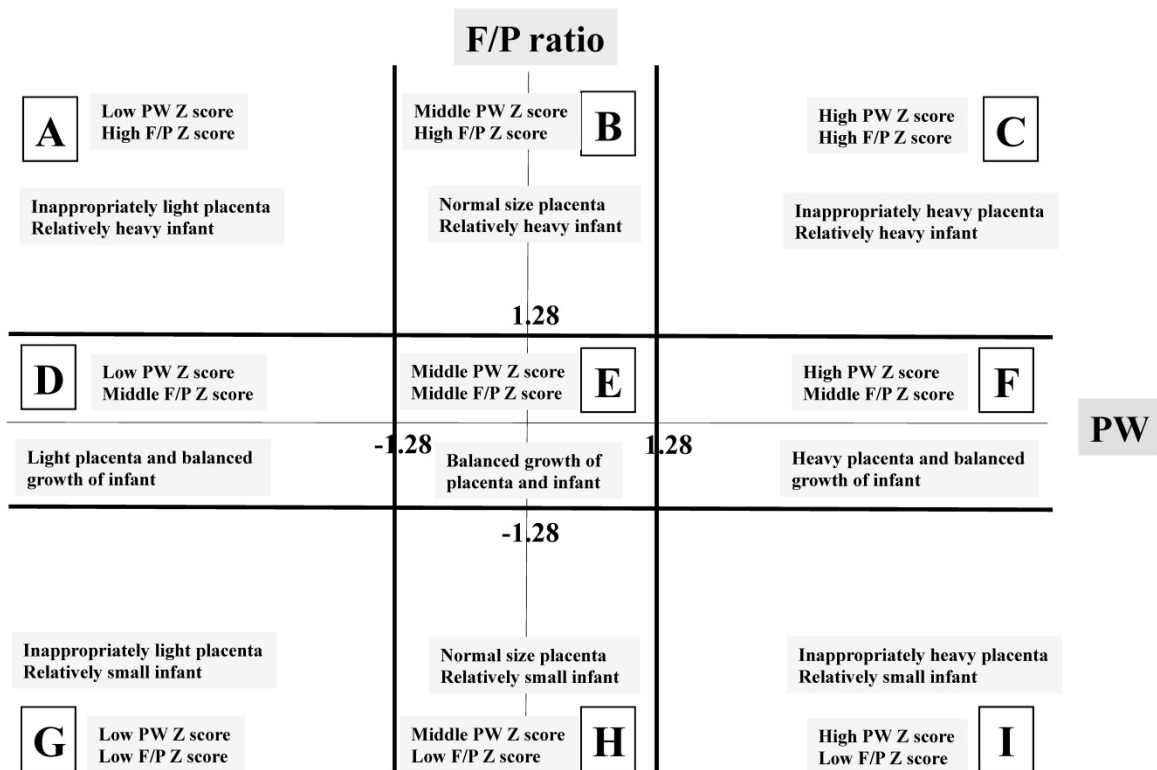 F/P ratio
A
Low PW Z score
High F/P Z score
Inappropriately light placenta
Relatively heavy infant
Middle PW Z score
High F/P Z score
B
Normal size placenta
Relatively heavy infant
High PW Z score
High F/P Z score
C
Inappropriately heavy placenta
Relatively heavy infant
1.28
D
Low PW Z score
Middle F/P Z score
Light placenta and balanced
growth of infant
Middle PW Z score
Middle F/P Z score
E
-1.28
Balanced growth of
placenta and infant
1.28
High PW Z score
Middle F/P Z score
F
Heavy placenta and balanced
growth of infant
PW
-1.28
Inappropriately light placenta
Relatively small infant
G
Low PW Z score
Low F/P Z score
Normal size placenta
Relatively small infant
Middle PW Z score
Low F/P Z score
H
Inappropriately heavy placenta
Relatively small infant
High PW Z score
Low F/P Z score
I